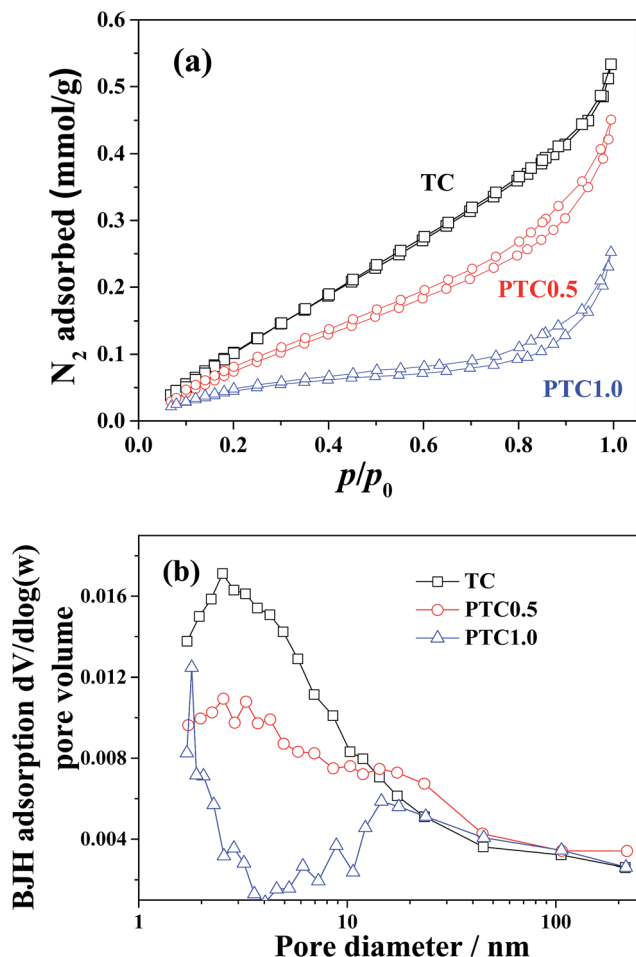 (a)
N2 adsorbed (mmol/g)
0.6
0.5
0.4
0.3
0.2
0.1
0.0
TC
PTC0.5
PTC1.0
0.2 0.4 0.6 0.8 1.0
p/p0
(b)
BJH adsorption dV/dlog(w)
pore volume
0.016
0.012
0.008
0.004
TC
PTC0.5
PTC1.0
1 10 100
Pore diameter / nm